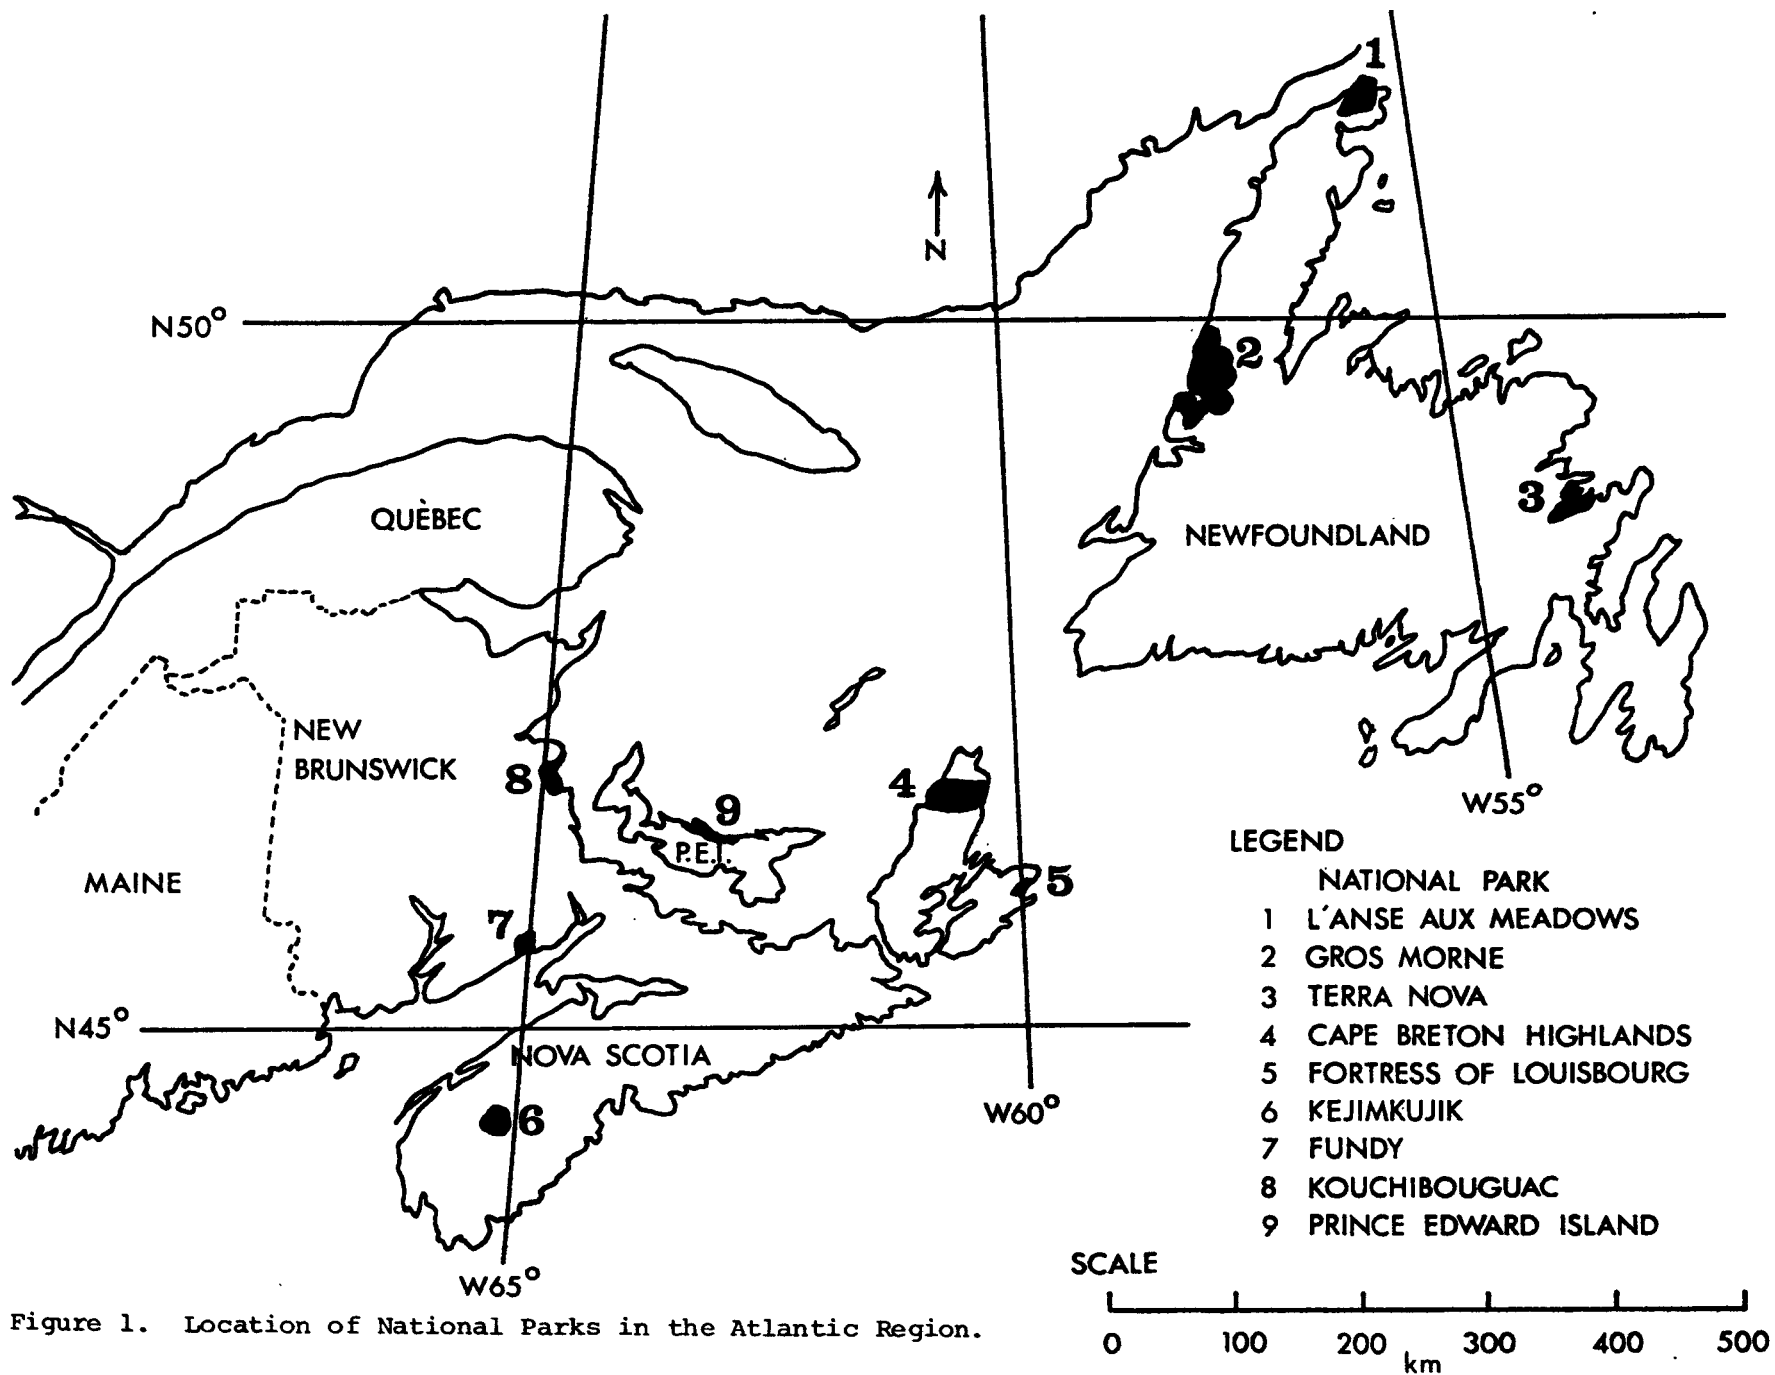 1
N
N50°
2
3
QUÈBEC
NEWFOUNDLAND
NEW
BRUNSWICK
8
4
W55°
9
P.E.I.
LEGEND
MAINE
5
NATIONAL PARK
7
1 L'ANSE AUX MEADOWS
2 GROS MORNE
3 TERRA NOVA
N45°
4 CAPE BRETON HIGHLANDS
NOVA SCOTIA
5 FORTRESS OF LOUISBOURG
6
W60°
6 KEJIMKUJIK
7 FUNDY
8 KOUCHIBOUGUAC
9 PRINCE EDWARD ISLAND
SCALE
W65°
Figure 1. Location of National Parks in the Atlantic Region.
0 100 200 300 400 500
km